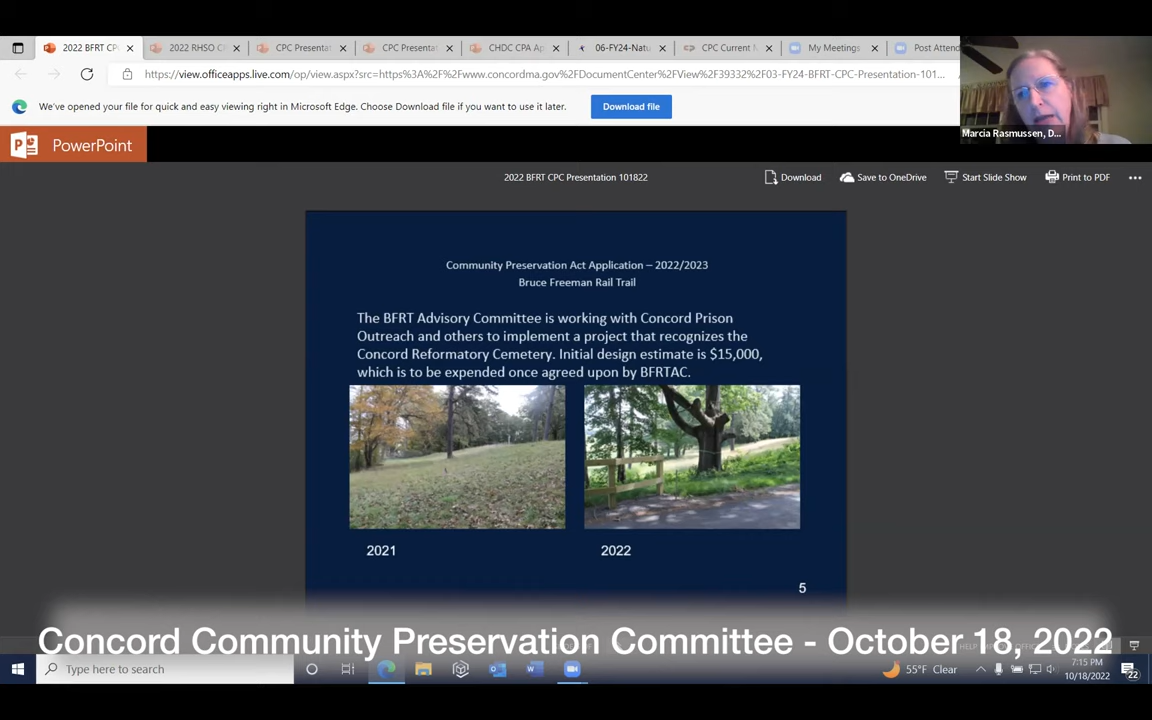 2022 BFRT CPC
2022 RHSO C
CPC Presentat
CPC Presentat
CHDC CPA Ap
06-FY24-Natu
CPC Current M
My Meetings
Post Attend
https://view.officeapps.live.com/op/view.aspx?src=https%3A%2F%2Fwww.concordma.gov%2FDocumentCenter%2FView%2F39332%2F03-FY24-BFRT-CPC-Presentation-101...
We've opened your file for quick and easy viewing right in Microsoft Edge. Choose Download file if you want to use it later.
Download file
Marcia Rasmussen, D...
PowerPoint
2022 BFRT CPC Presentation 101822
Download
Save to OneDrive
Start Slide Show
Print to PDF
Community Preservation Act Application – 2022/2023
Bruce Freeman Rail Trail
The BFRT Advisory Committee is working with Concord Prison
Outreach and others to implement a project that recognizes the
Concord Reformatory Cemetery. Initial design estimate is $15,000,
which is to be expended once agreed upon by BFRTAC.
2021
2022
5
Concord Community Preservation Committee - October 18, 2022
Type here to search
55°F Clear
7:15 PM
10/18/2022
22